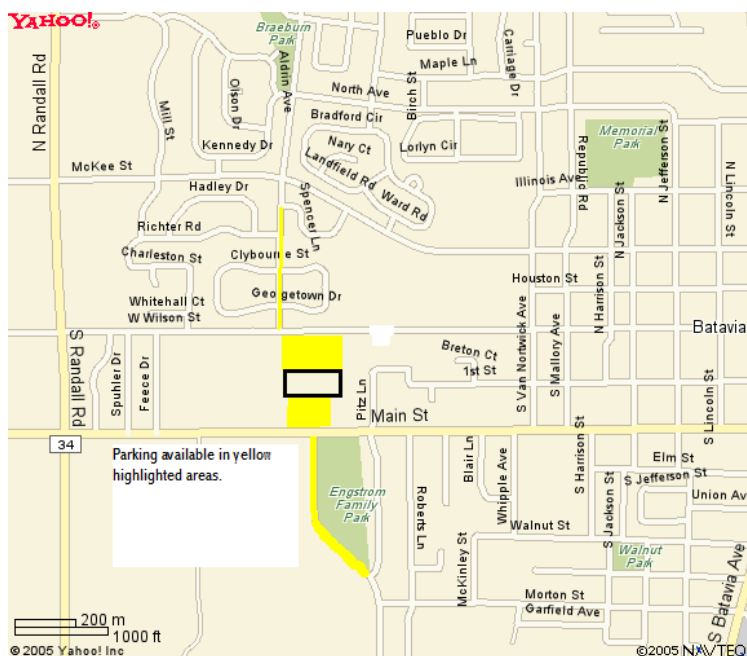 YAHOO!®
Braeburn
Park
Pueblo Dr
Carriage Dr
Maple Ln
N Randall Rd
Olson Dr
Aldrin Ave
North Ave
Birch St
Mill St
Bradford Cir
Kennedy Dr
Nary Ct
Lorlyn Cir
Republic Rd
Memorial
Park
N Jefferson St
N Lincoln St
McKee St
Landfield Rd
Ward Rd
Hadley Dr
Illinois Ave
Spencer Ln
N Jackson St
Richter Rd
Charleston St
Clybourne St
Houston St
N Harrison St
Whitehall Ct
Georgetown Dr
W Wilson St
S Van Nortwick Ave
S Mallory Ave
Batavia
S Randall Rd
Spuhler Dr
Feece Dr
Breton Ct
1st St
Pitz Ln
Main St
S Lincoln St
34
Parking available in yellow
highlighted areas.
Blair Ln
Whipple Ave
S Harrison St
Elm St
S Jefferson St
Engstrom
Family
Park
Roberts Ln
Union Av
S Jackson St
Walnut St
McKinley St
Walnut
Park
S Batavia Ave
Morton St
Garfield Ave
200 m
1000 ft
© 2005 Yahoo! Inc
©2005 NAVTEQ